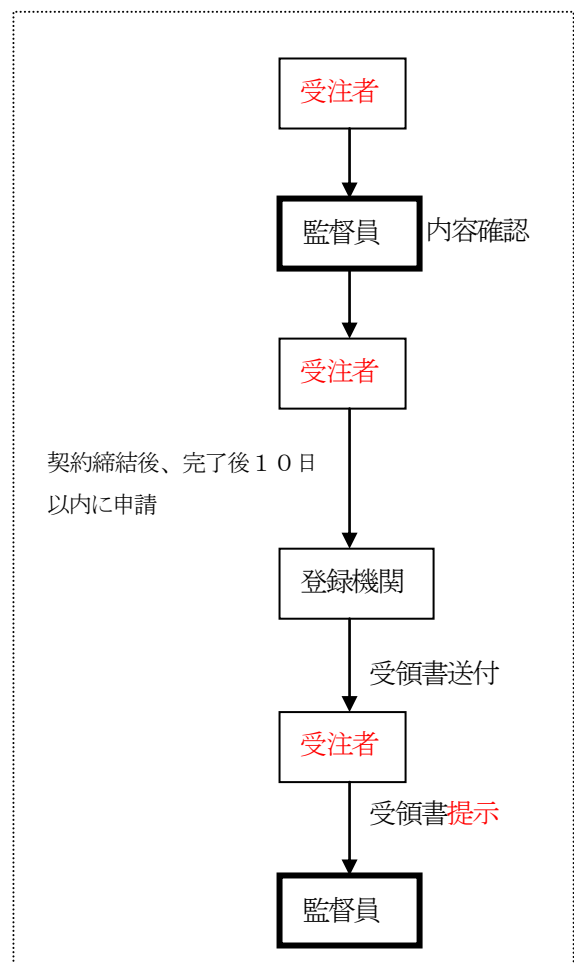 受注者
監督員
内容確認
受注者
契約締結後、完了後１０日
以内に申請
登録機関
受領書送付
受注者
受領書提示
監督員